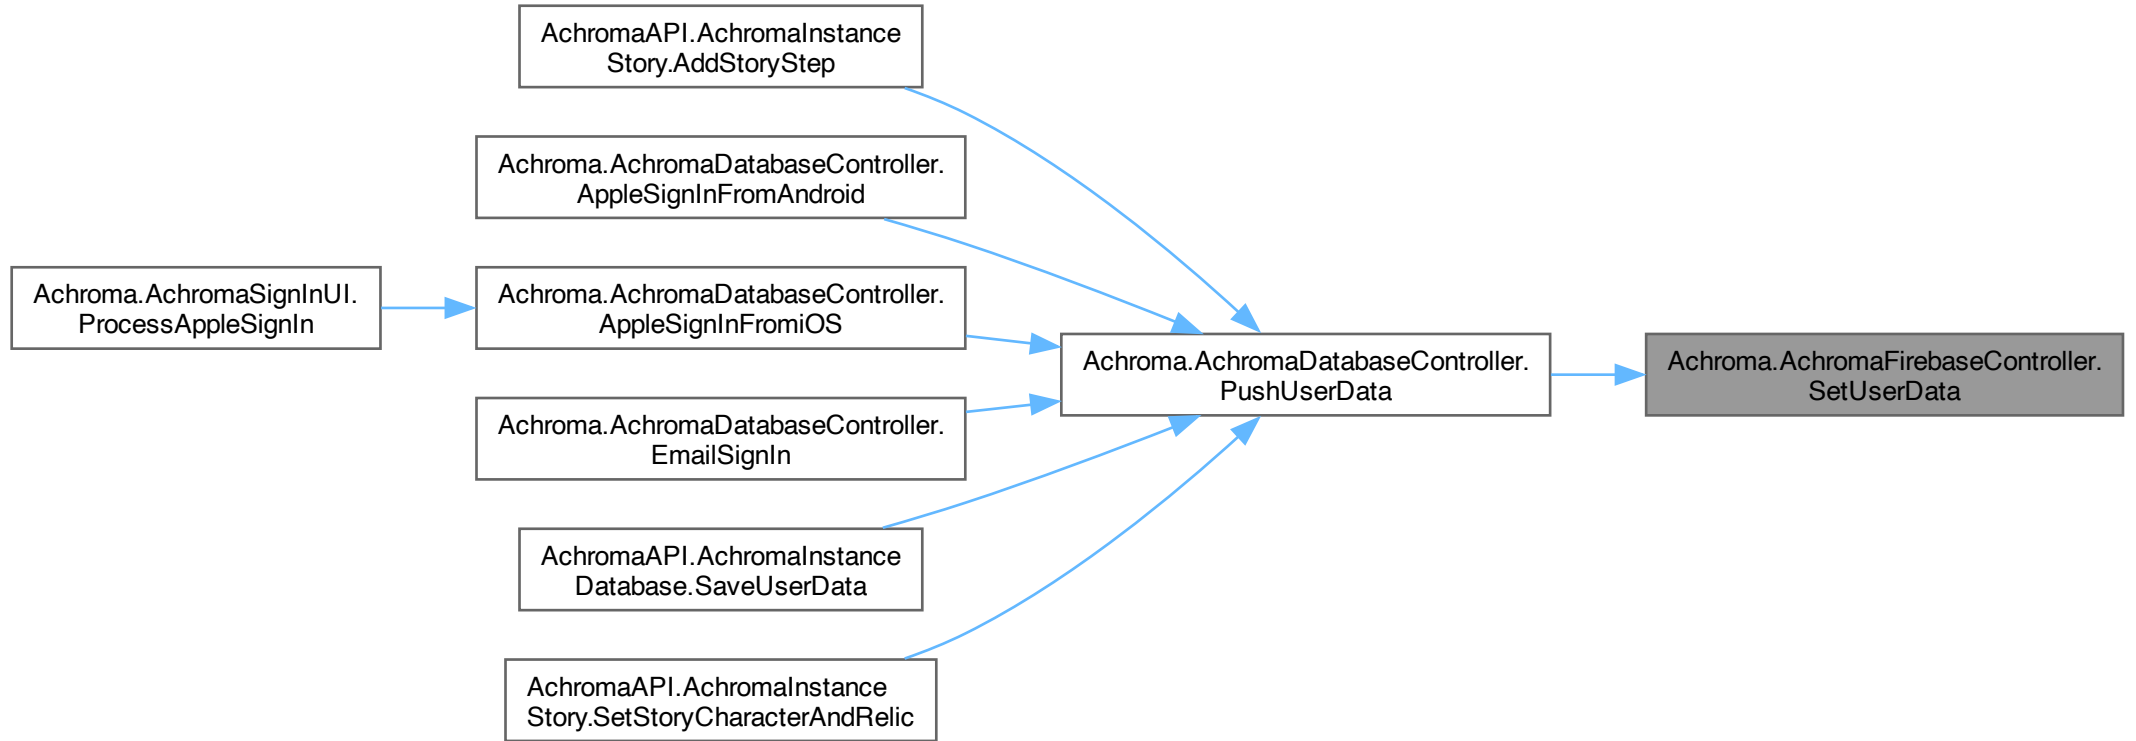 AchromaAPI.AchromaInstance
Story.AddStoryStep
Achroma.AchromaDatabaseController.
AppleSignInFromAndroid
Achroma.AchromaSignInUI.
ProcessAppleSignIn
Achroma.AchromaDatabaseController.
AppleSignInFromiOS
Achroma.AchromaDatabaseController.
PushUserData
Achroma.AchromaFirebaseController.
SetUserData
Achroma.AchromaDatabaseController.
EmailSignIn
AchromaAPI.AchromaInstance
Database.SaveUserData
AchromaAPI.AchromaInstance
Story.SetStoryCharacterAndRelic